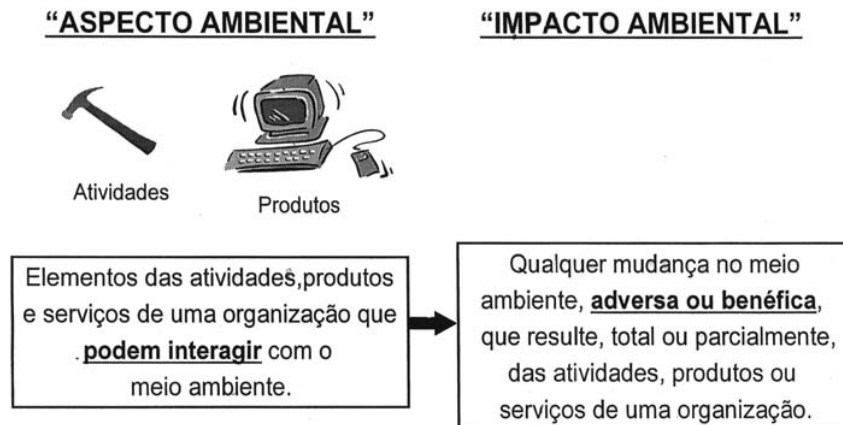 “ASPECTO AMBIENTAL”
“IMPACTO AMBIENTAL”
Atividades
Produtos
Elementos das atividades,produtos
e serviços de uma organização que
podem interagir com o
meio ambiente.
Qualquer mudança no meio
ambiente, adversa ou benéfica,
que resulte, total ou parcialmente,
das atividades, produtos ou
serviços de uma organização.